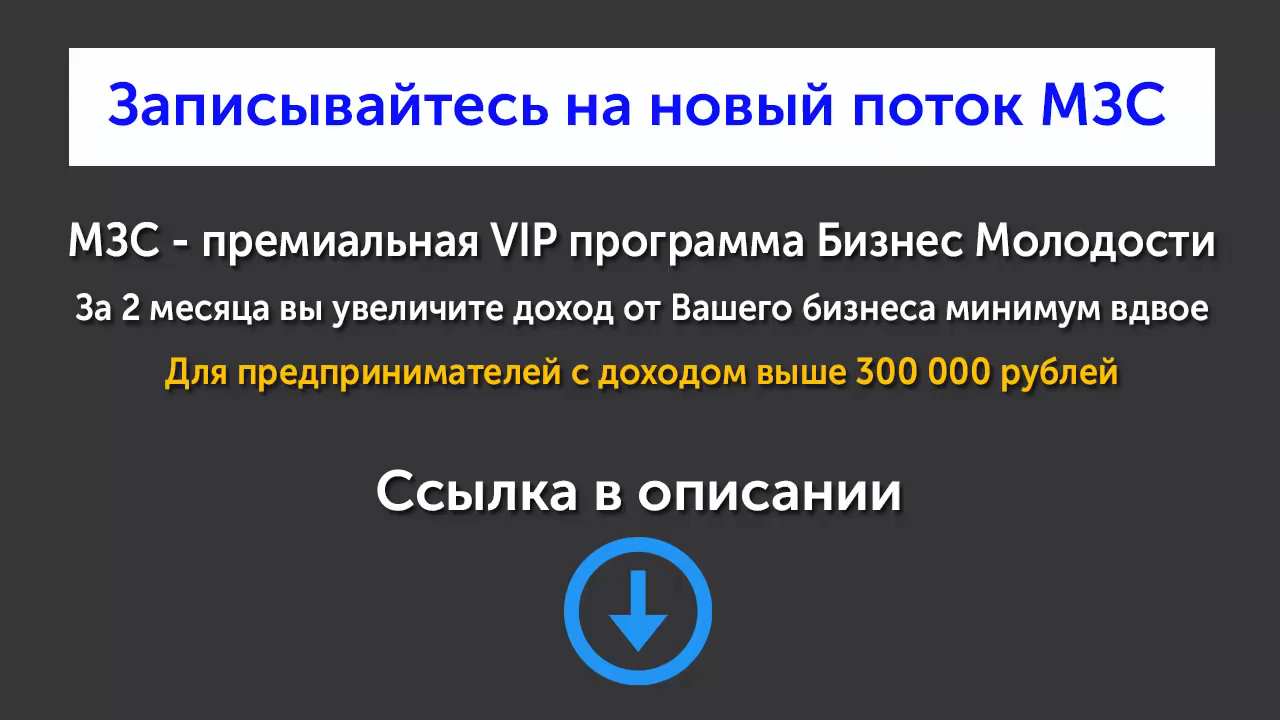 Записывайтесь на новый поток МЗС
МЗС - премиальная VIP программа Бизнес Молодости
За 2 месяца вы увеличите доход от Вашего бизнеса минимум вдвое
Для предпринимателей с доходом выше 300 000 рублей
Ссылка в описании